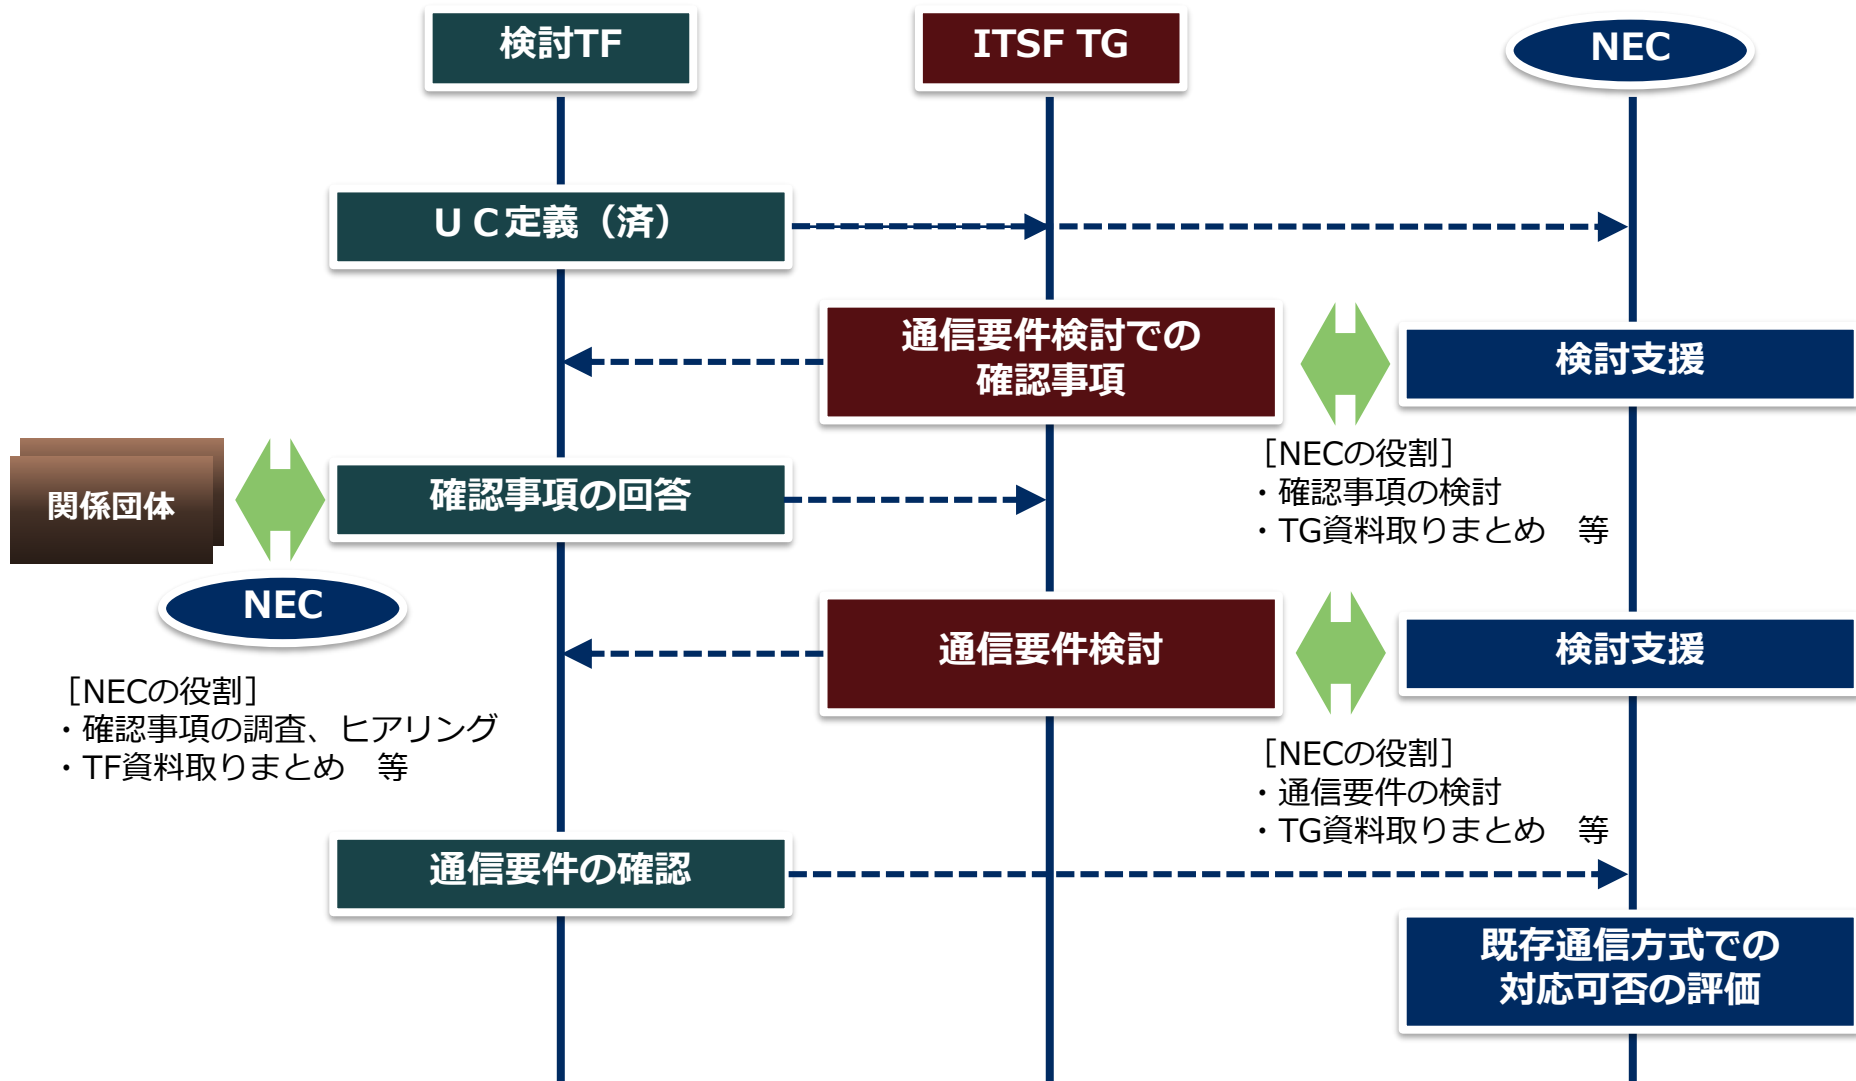 検討TF
ITSF TG
NEC
ＵＣ定義（済）
通信要件検討での
確認事項
検討支援
［NECの役割］
・確認事項の検討
・TG資料取りまとめ　等
関係団体
確認事項の回答
NEC
［NECの役割］
・確認事項の調査、ヒアリング
・TF資料取りまとめ　等
通信要件検討
検討支援
［NECの役割］
・通信要件の検討
・TG資料取りまとめ　等
通信要件の確認
既存通信方式での
対応可否の評価